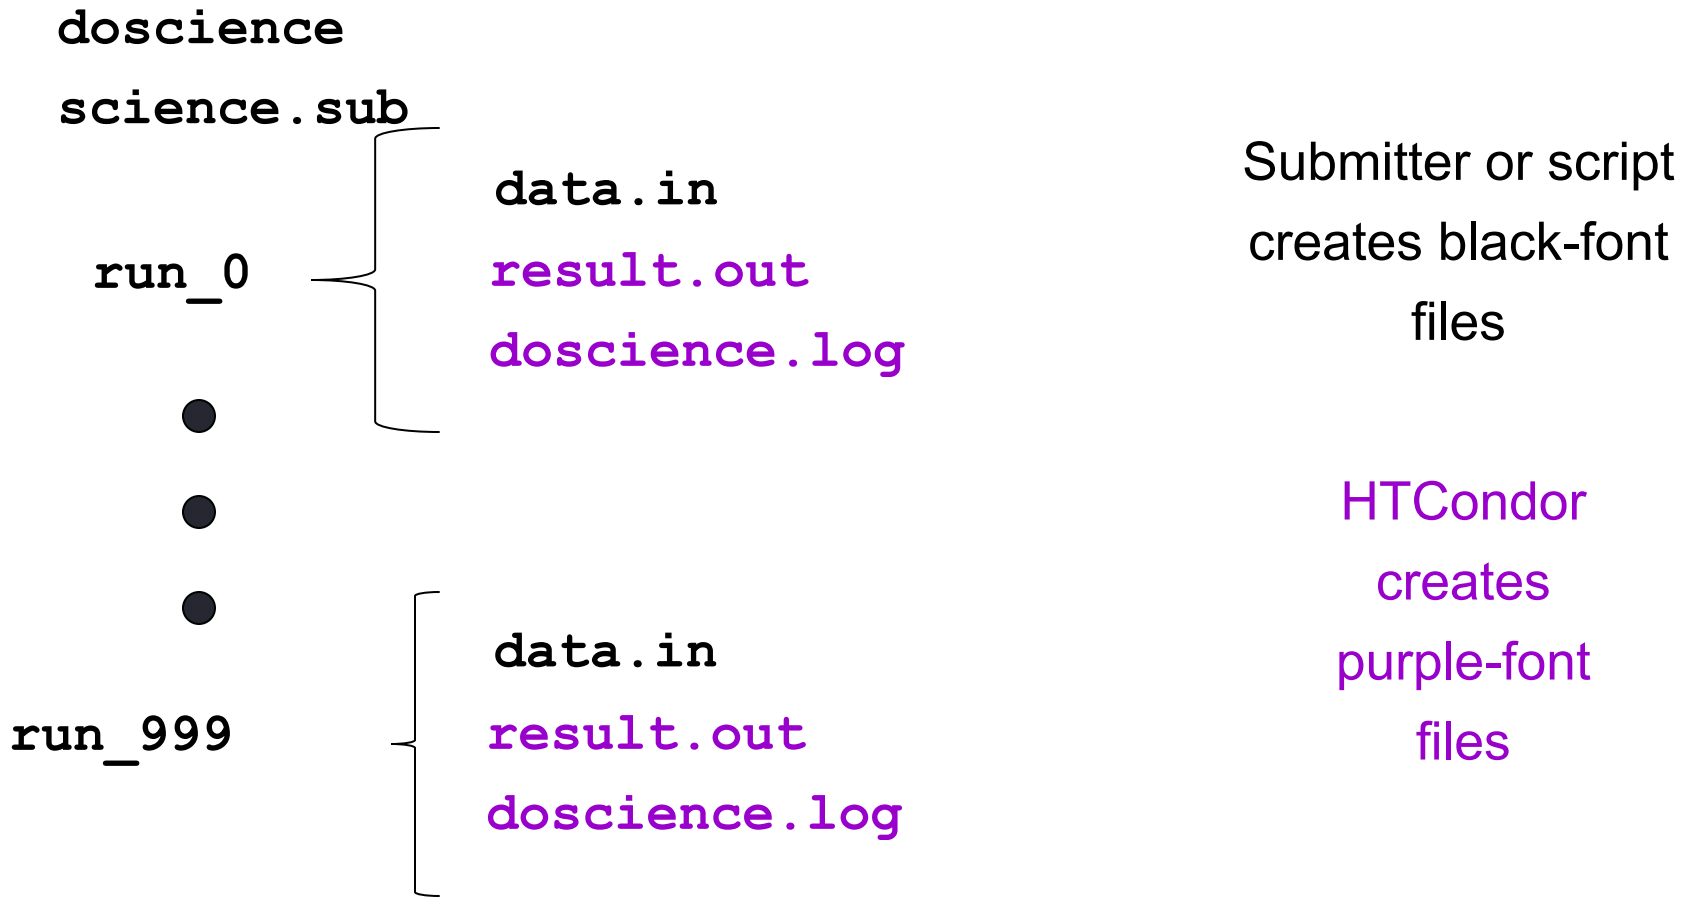 doscience
science.sub
run_0
data.in
result.out
doscience.log
run_999
data.in
result.out
doscience.log
Submitter or script
creates black-font
files
HTCondor
creates
purple-font
files